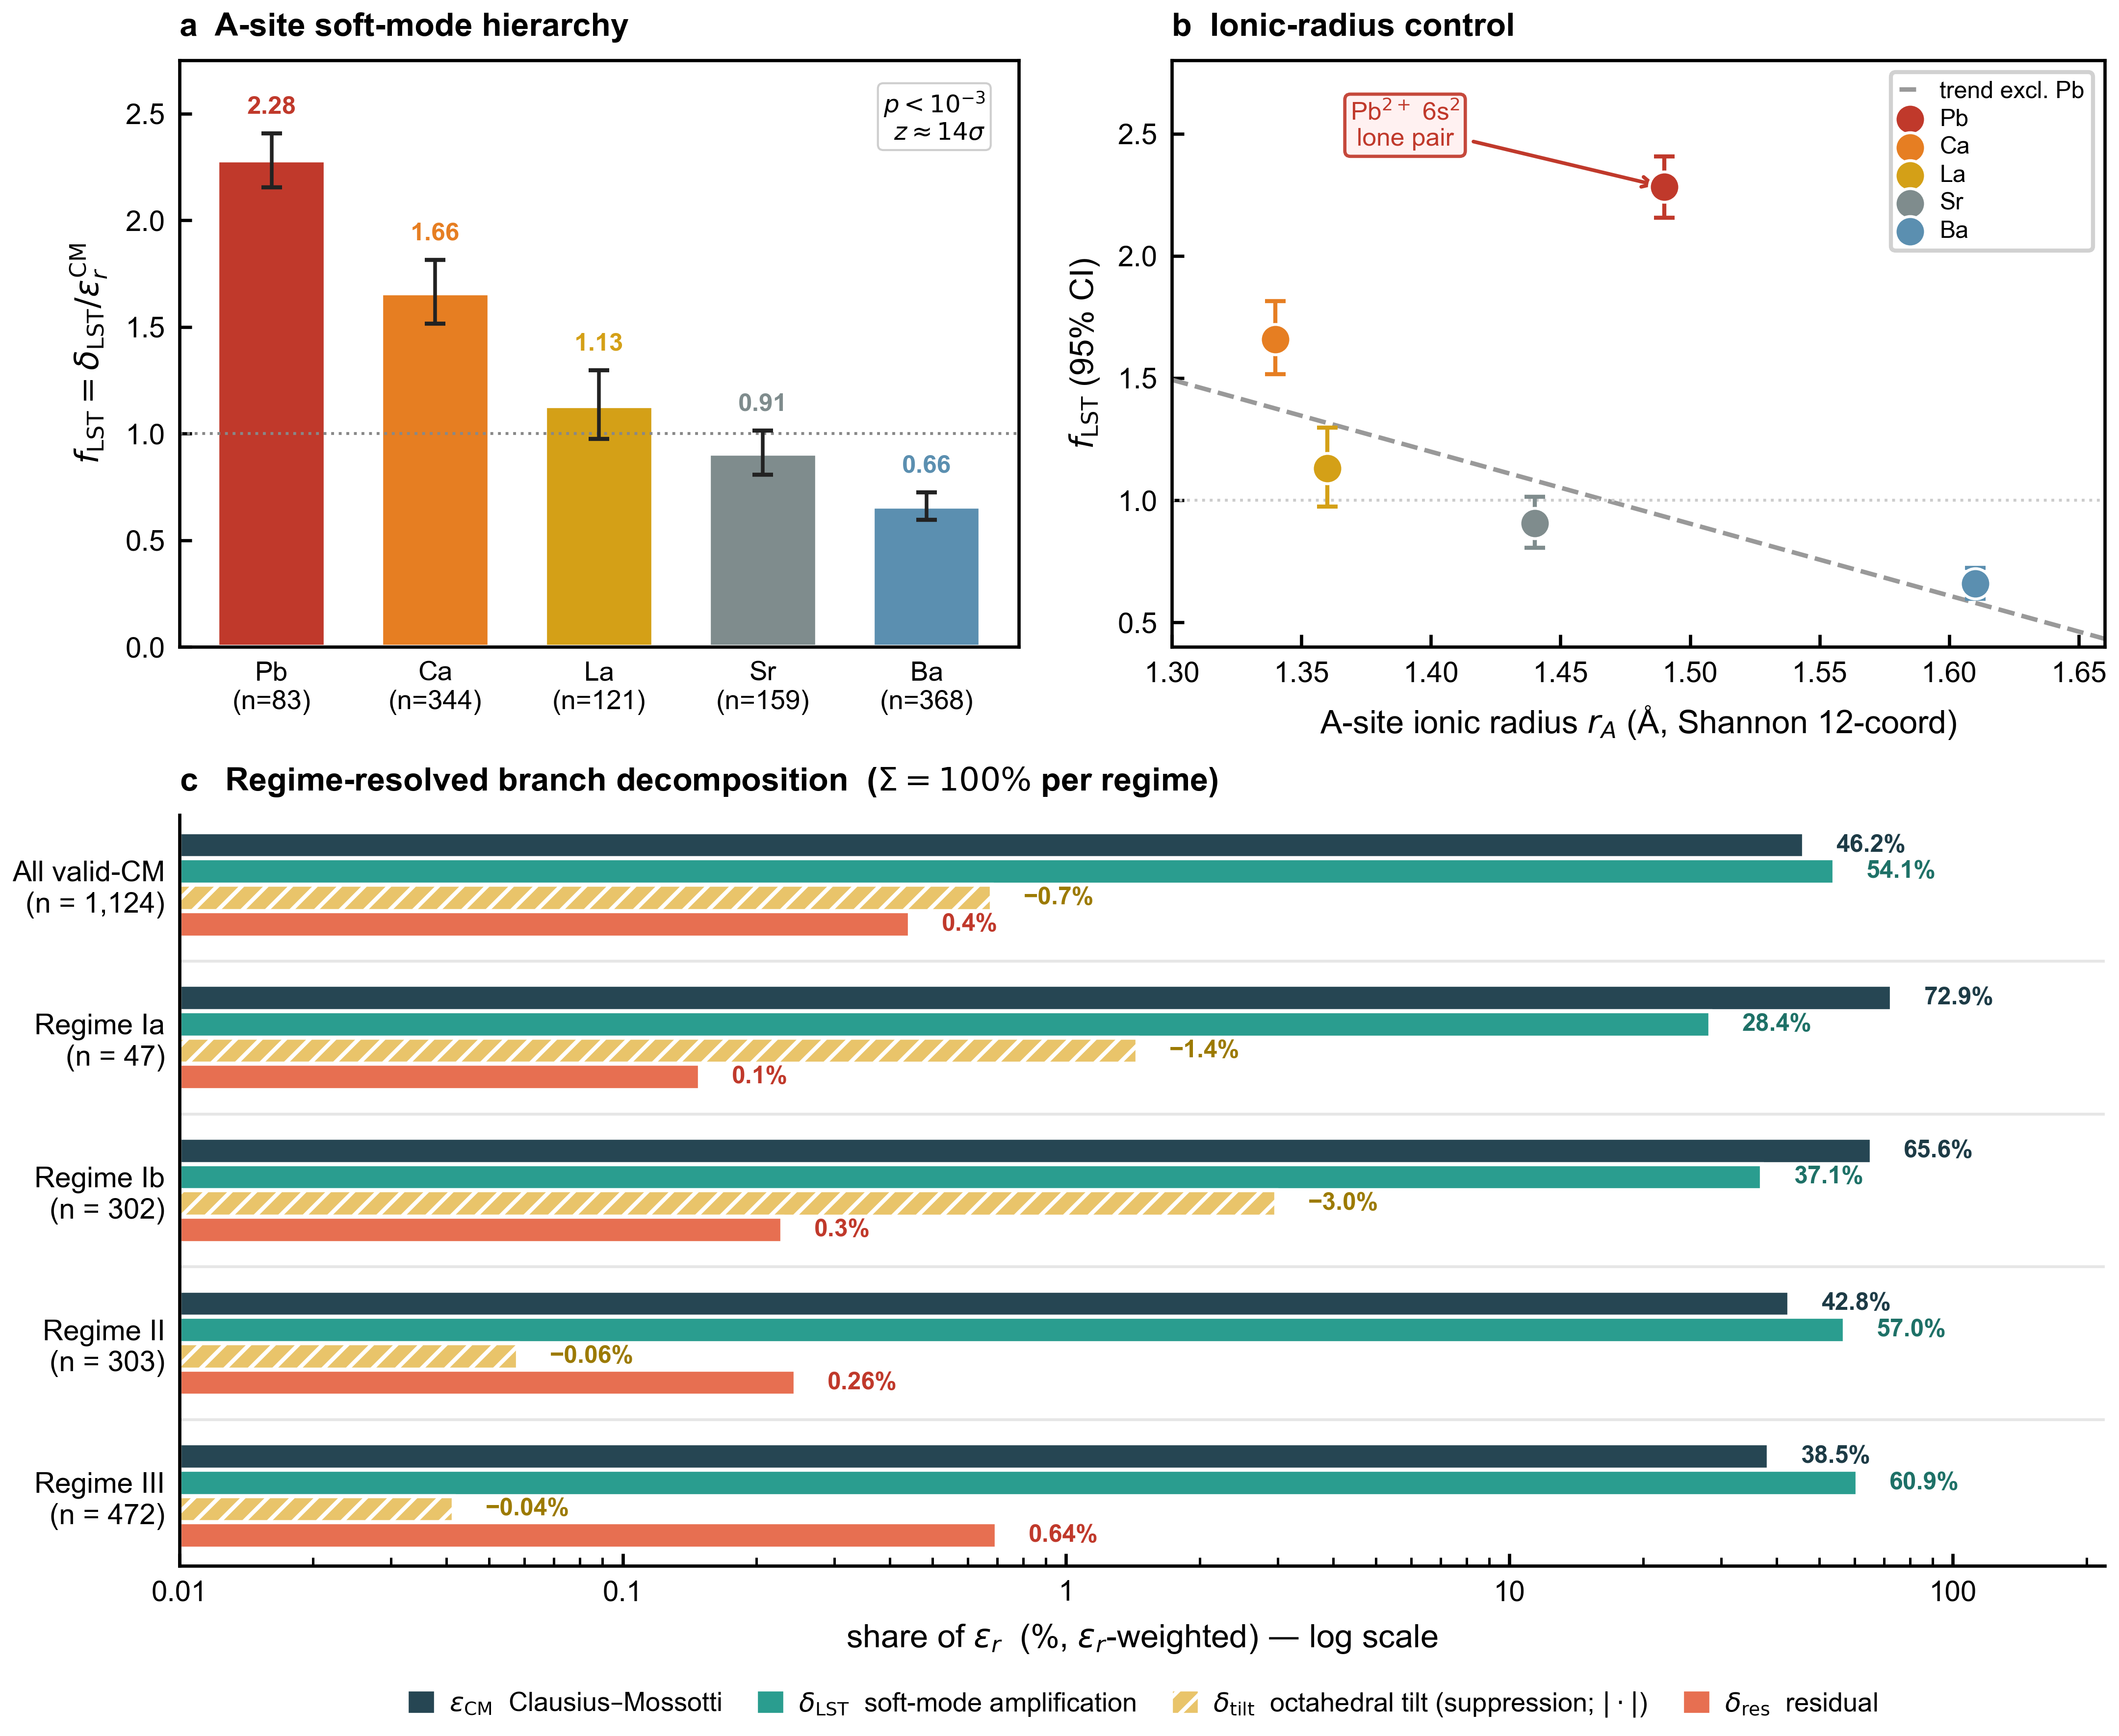 a A-site soft-mode hierarchy
2.5
2.0
1.5
1.0
0.5
0.0
f_LST = δ_LST/ε_r^CM
2.28
1.66
1.13
0.91
0.66
p < 10⁻³
z ≈ 14σ
Pb
(n=83)
Ca
(n=344)
La
(n=121)
Sr
(n=159)
Ba
(n=368)
b Ionic-radius control
2.5
2.0
1.5
1.0
0.5
f_LST (95% CI)
Pb²⁺ 6s²
lone pair
trend excl. Pb
Pb
Ca
La
Sr
Ba
1.30 1.35 1.40 1.45 1.50 1.55 1.60 1.65
A-site ionic radius r_A (Å, Shannon 12-coord)
c Regime-resolved branch decomposition (Σ = 100% per regime)
All valid-CM
(n = 1,124)
46.2%
54.1%
−0.7%
0.4%
Regime Ia
(n = 47)
72.9%
28.4%
−1.4%
0.1%
Regime Ib
(n = 302)
65.6%
37.1%
−3.0%
0.3%
Regime II
(n = 303)
42.8%
57.0%
−0.06%
0.26%
Regime III
(n = 472)
38.5%
60.9%
−0.04%
0.64%
0.01 0.1 1 10 100
share of ε_r (%, ε_r-weighted) — log scale
ε_CM Clausius–Mossotti
δ_LST soft-mode amplification
δ_tilt octahedral tilt (suppression; | · |)
δ_res residual